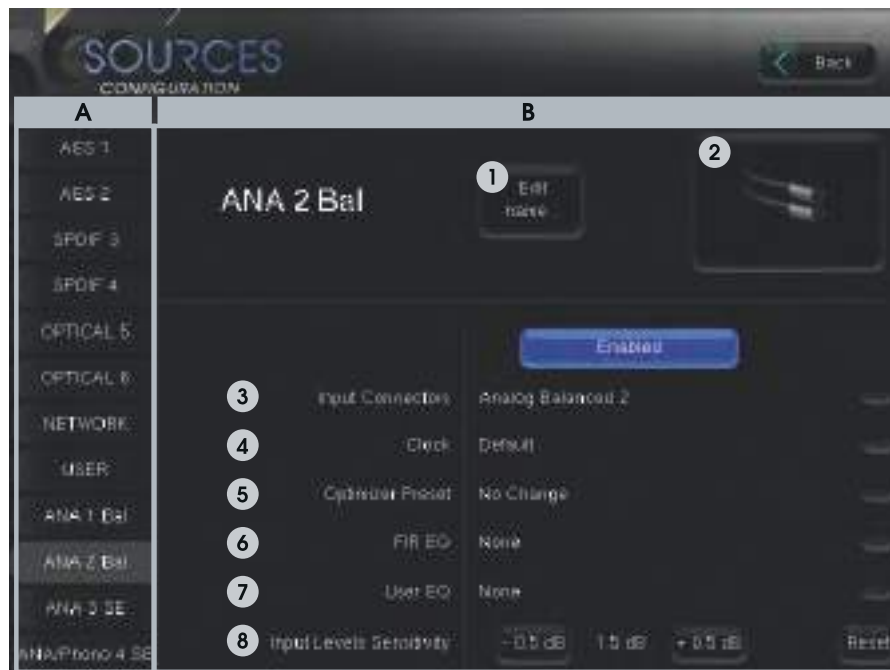 SOURCES
CONFIGURATION
Back
A
B
AES 1
AES 2
SPDIF 3
SPDIF 4
OPTICAL 5
OPTICAL 6
NETWORK
USER
ANA 1 Bal
ANA 2 Bal
ANA 3 SE
ANA/Phono 4 SE
ANA 2 Bal
1
Edit
name...
2
Enabled
3 Input Connectors Analog Balanced 2
4 Clock Default
5 Optimizer Preset No Change
6 FIR EQ None
7 User EQ None
8 Input Levels Sensitivity - 0.5 dB 1.5 dB + 0.5 dB Reset